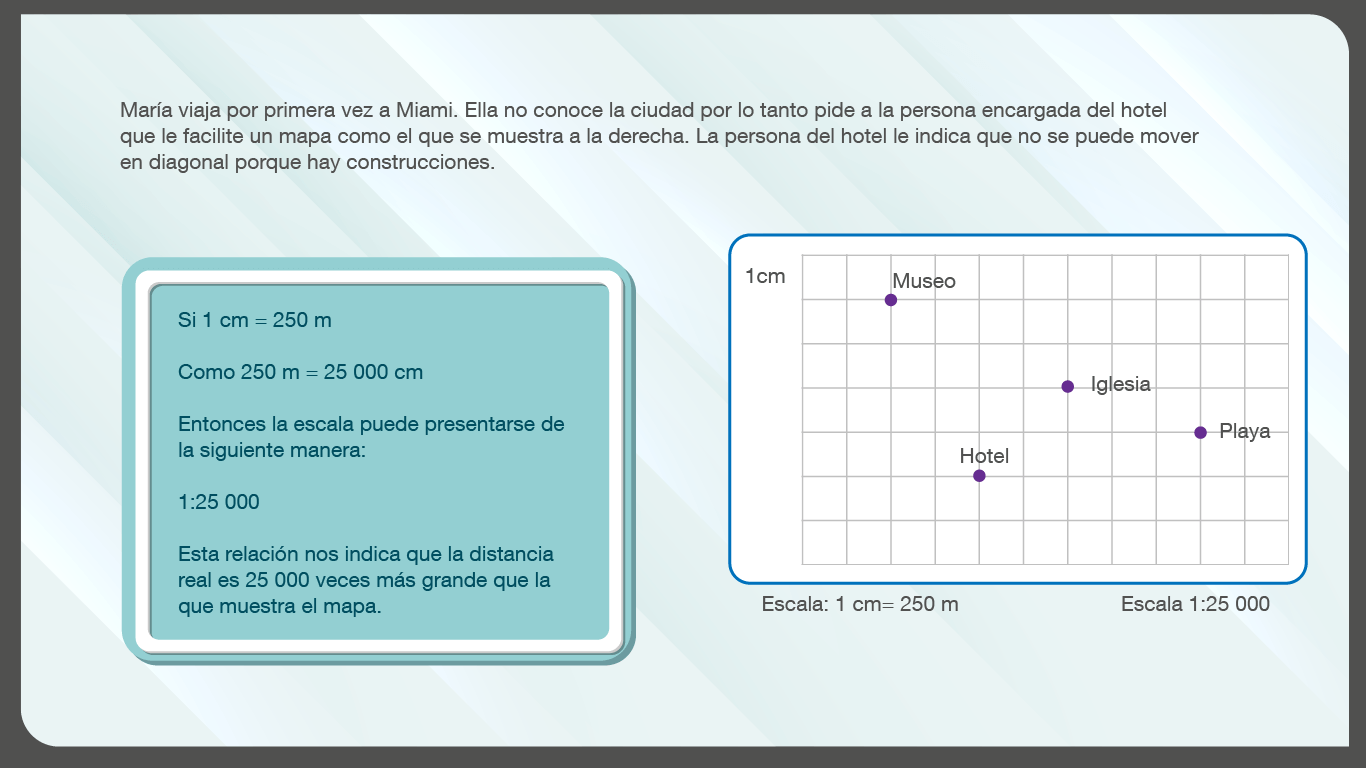 María viaja por primera vez a Miami. Ella no conoce la ciudad por lo tanto pide a la persona encargada del hotel
que le facilite un mapa como el que se muestra a la derecha. La persona del hotel le indica que no se puede mover
en diagonal porque hay construcciones.
Si 1 cm = 250 m
Como 250 m = 25 000 cm
Entonces la escala puede presentarse de
la siguiente manera:
1:25 000
Esta relación nos indica que la distancia
real es 25 000 veces más grande que la
que muestra el mapa.
1cm
Museo
Iglesia
Playa
Hotel
Escala: 1 cm= 250 m
Escala 1:25 000